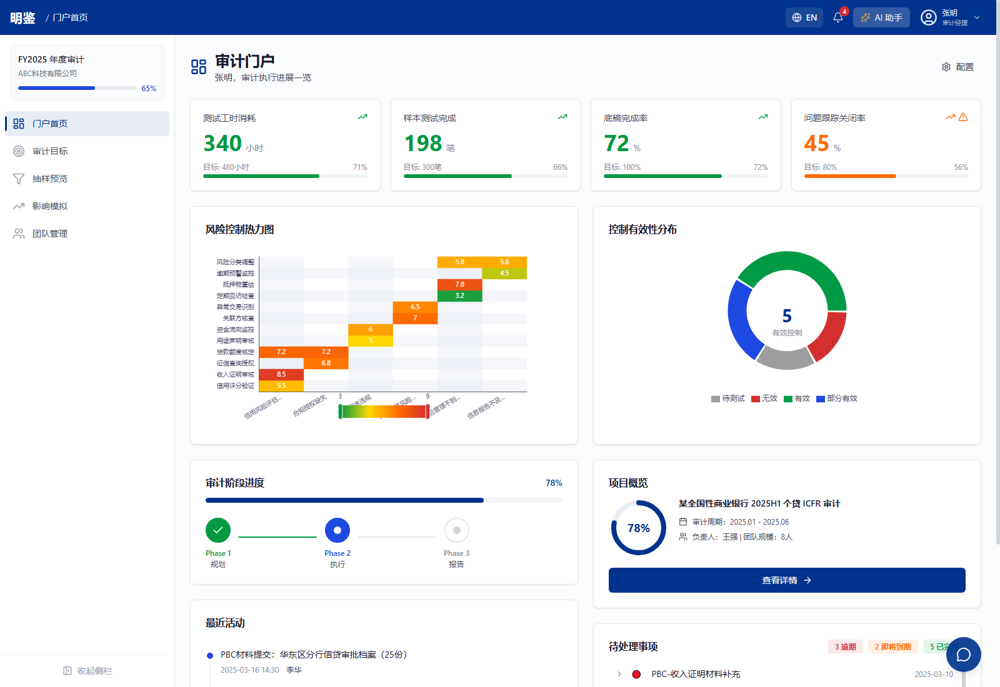 明鉴 / 门户首页
EN
4
AI 助手
张明
审计经理
FY2025 年度审计
ABC科技有限公司
65%
门户首页
审计目标
抽样预览
影响模拟
团队管理
收起侧栏
审计门户
张明，审计执行进展一览
配置
测试工时消耗
340 小时
目标: 480小时 71%
样本测试完成
198 笔
目标: 300笔 66%
底稿完成率
72 %
目标: 100% 72%
问题跟踪关闭率
45 %
目标: 80% 56%
风险控制热力图
风险分类调整 5.8 5.8
逾期预警监控 4.5
抵押物重估 7.8
定期回访检查 3.2
异常交易识别 6.5
关联方核查 7
资金流向监控 6
用途声明审核 5
贷款额度核定 7.2 7.2
征信查询授权 6.8
收入证明审核 8.5
信用评分验证 5.5
信用风险评估...
合规授权缺失
途违规
风险...
后管理不到...
信息报告不及...
3 9
控制有效性分布
5
有效控制
待测试 无效 有效 部分有效
审计阶段进度 78%
Phase 1
规划
Phase 2
执行
Phase 3
报告
项目概览
78%
某全国性商业银行 2025H1 个贷 ICFR 审计
审计周期：2025.01 - 2025.06
负责人：王强 | 团队规模：8人
查看详情
最近活动
PBC材料提交：华东区分行信贷审批档案（25份）
2025-03-16 14:30 李华
待处理事项
3 逾期 2 即将到期 5 已完
PBC-收入证明材料补充 2025-03-10